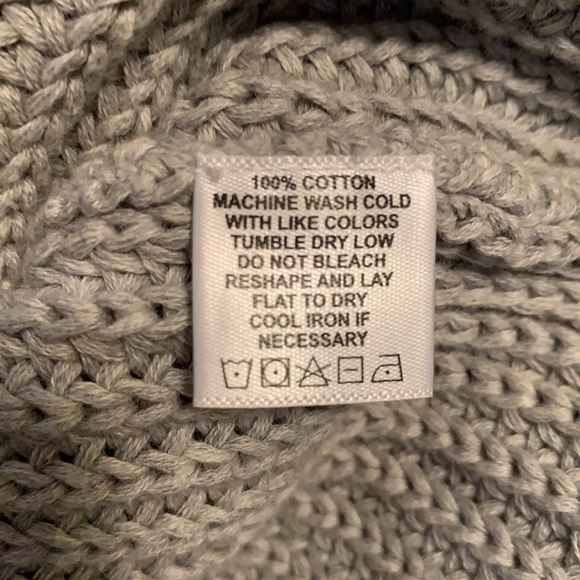 100% COTTON
MACHINE WASH COLD
WITH LIKE COLORS
TUMBLE DRY LOW
DO NOT BLEACH
RESHAPE AND LAY
FLAT TO DRY
COOL IRON IF
NECESSARY